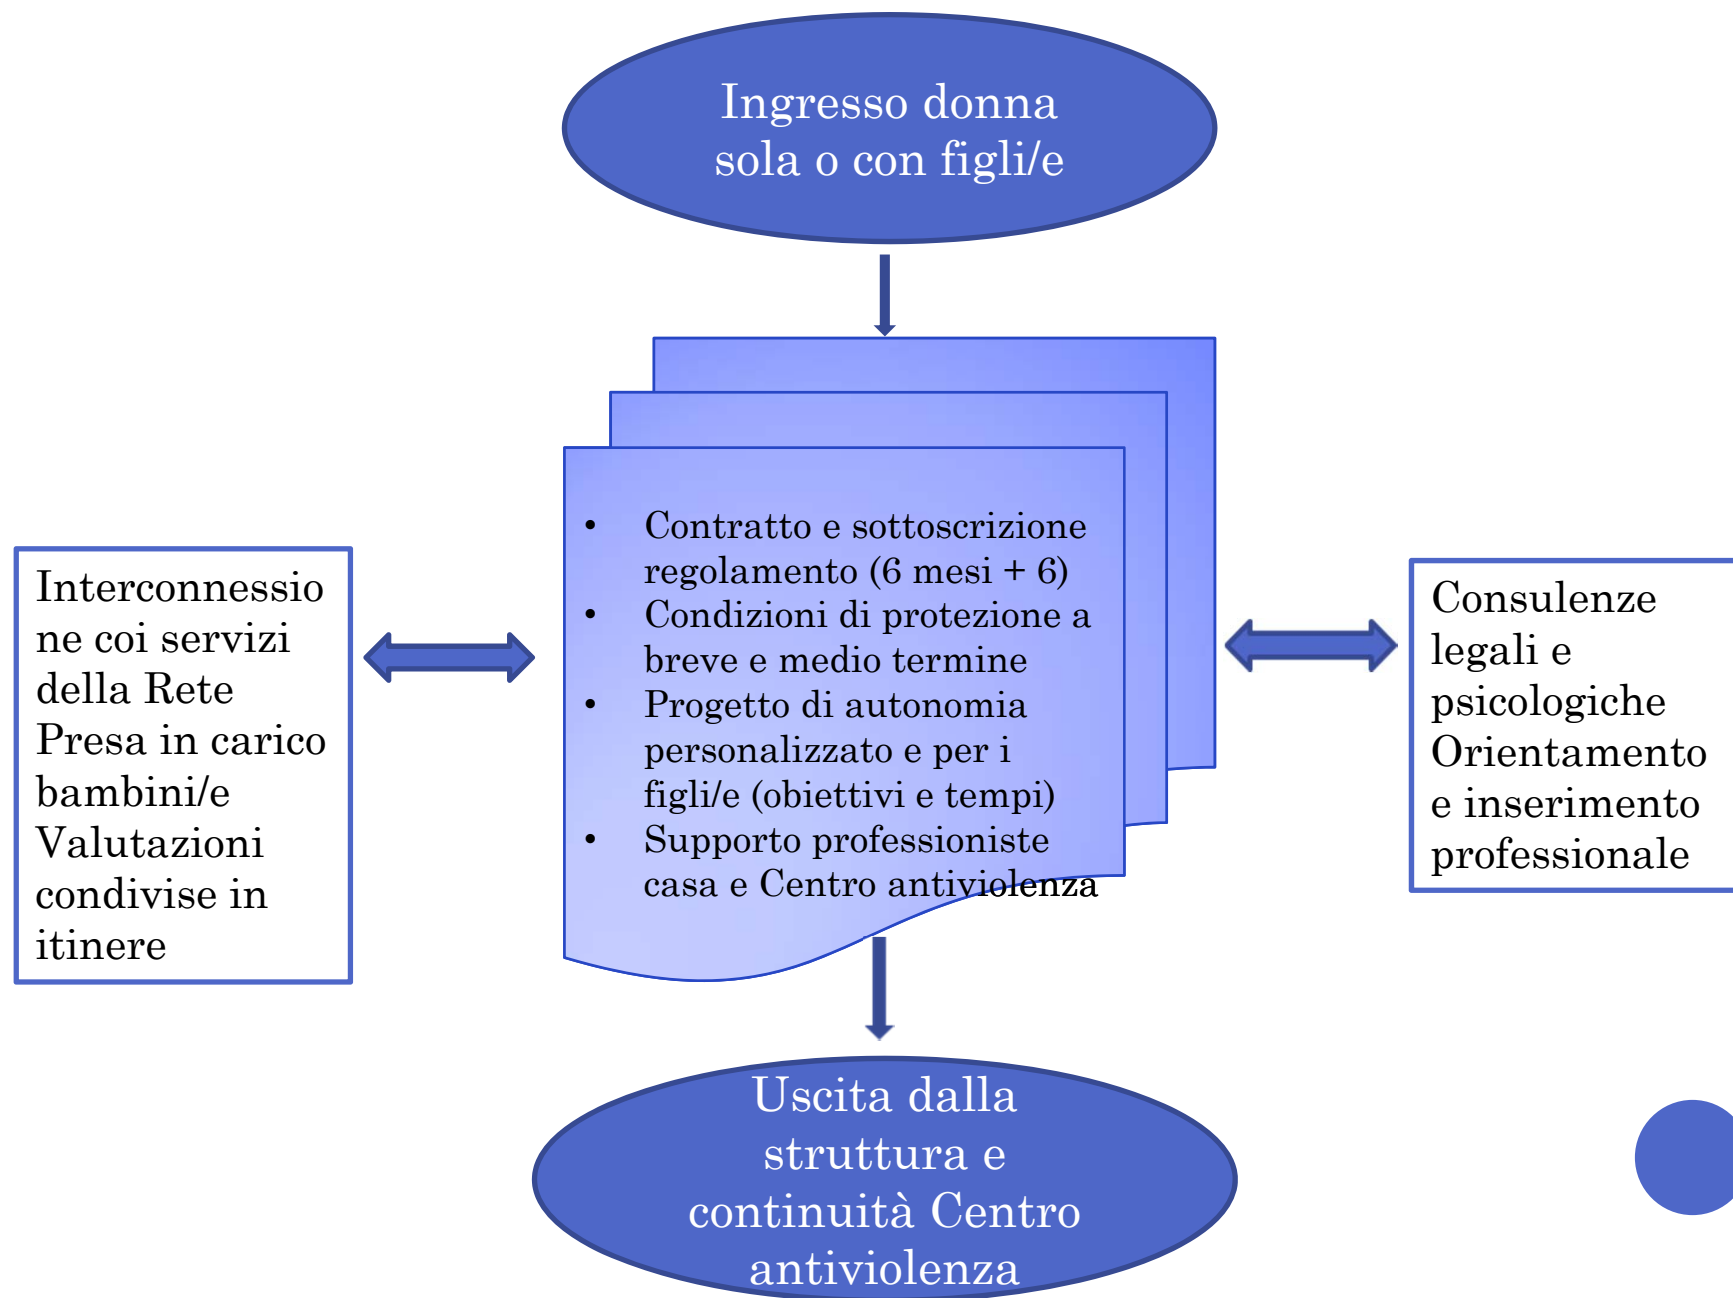 Ingresso donna
sola o con figli/e
Interconnessio
ne coi servizi
della Rete
Presa in carico
bambini/e
Valutazioni
condivise in
itinere
• Contratto e sottoscrizione
regolamento (6 mesi + 6)
• Condizioni di protezione a
breve e medio termine
• Progetto di autonomia
personalizzato e per i
figli/e (obiettivi e tempi)
• Supporto professioniste
casa e Centro antiviolenza
Consulenze
legali e
psicologiche
Orientamento
e inserimento
professionale
Uscita dalla
struttura e
continuità Centro
antiviolenza